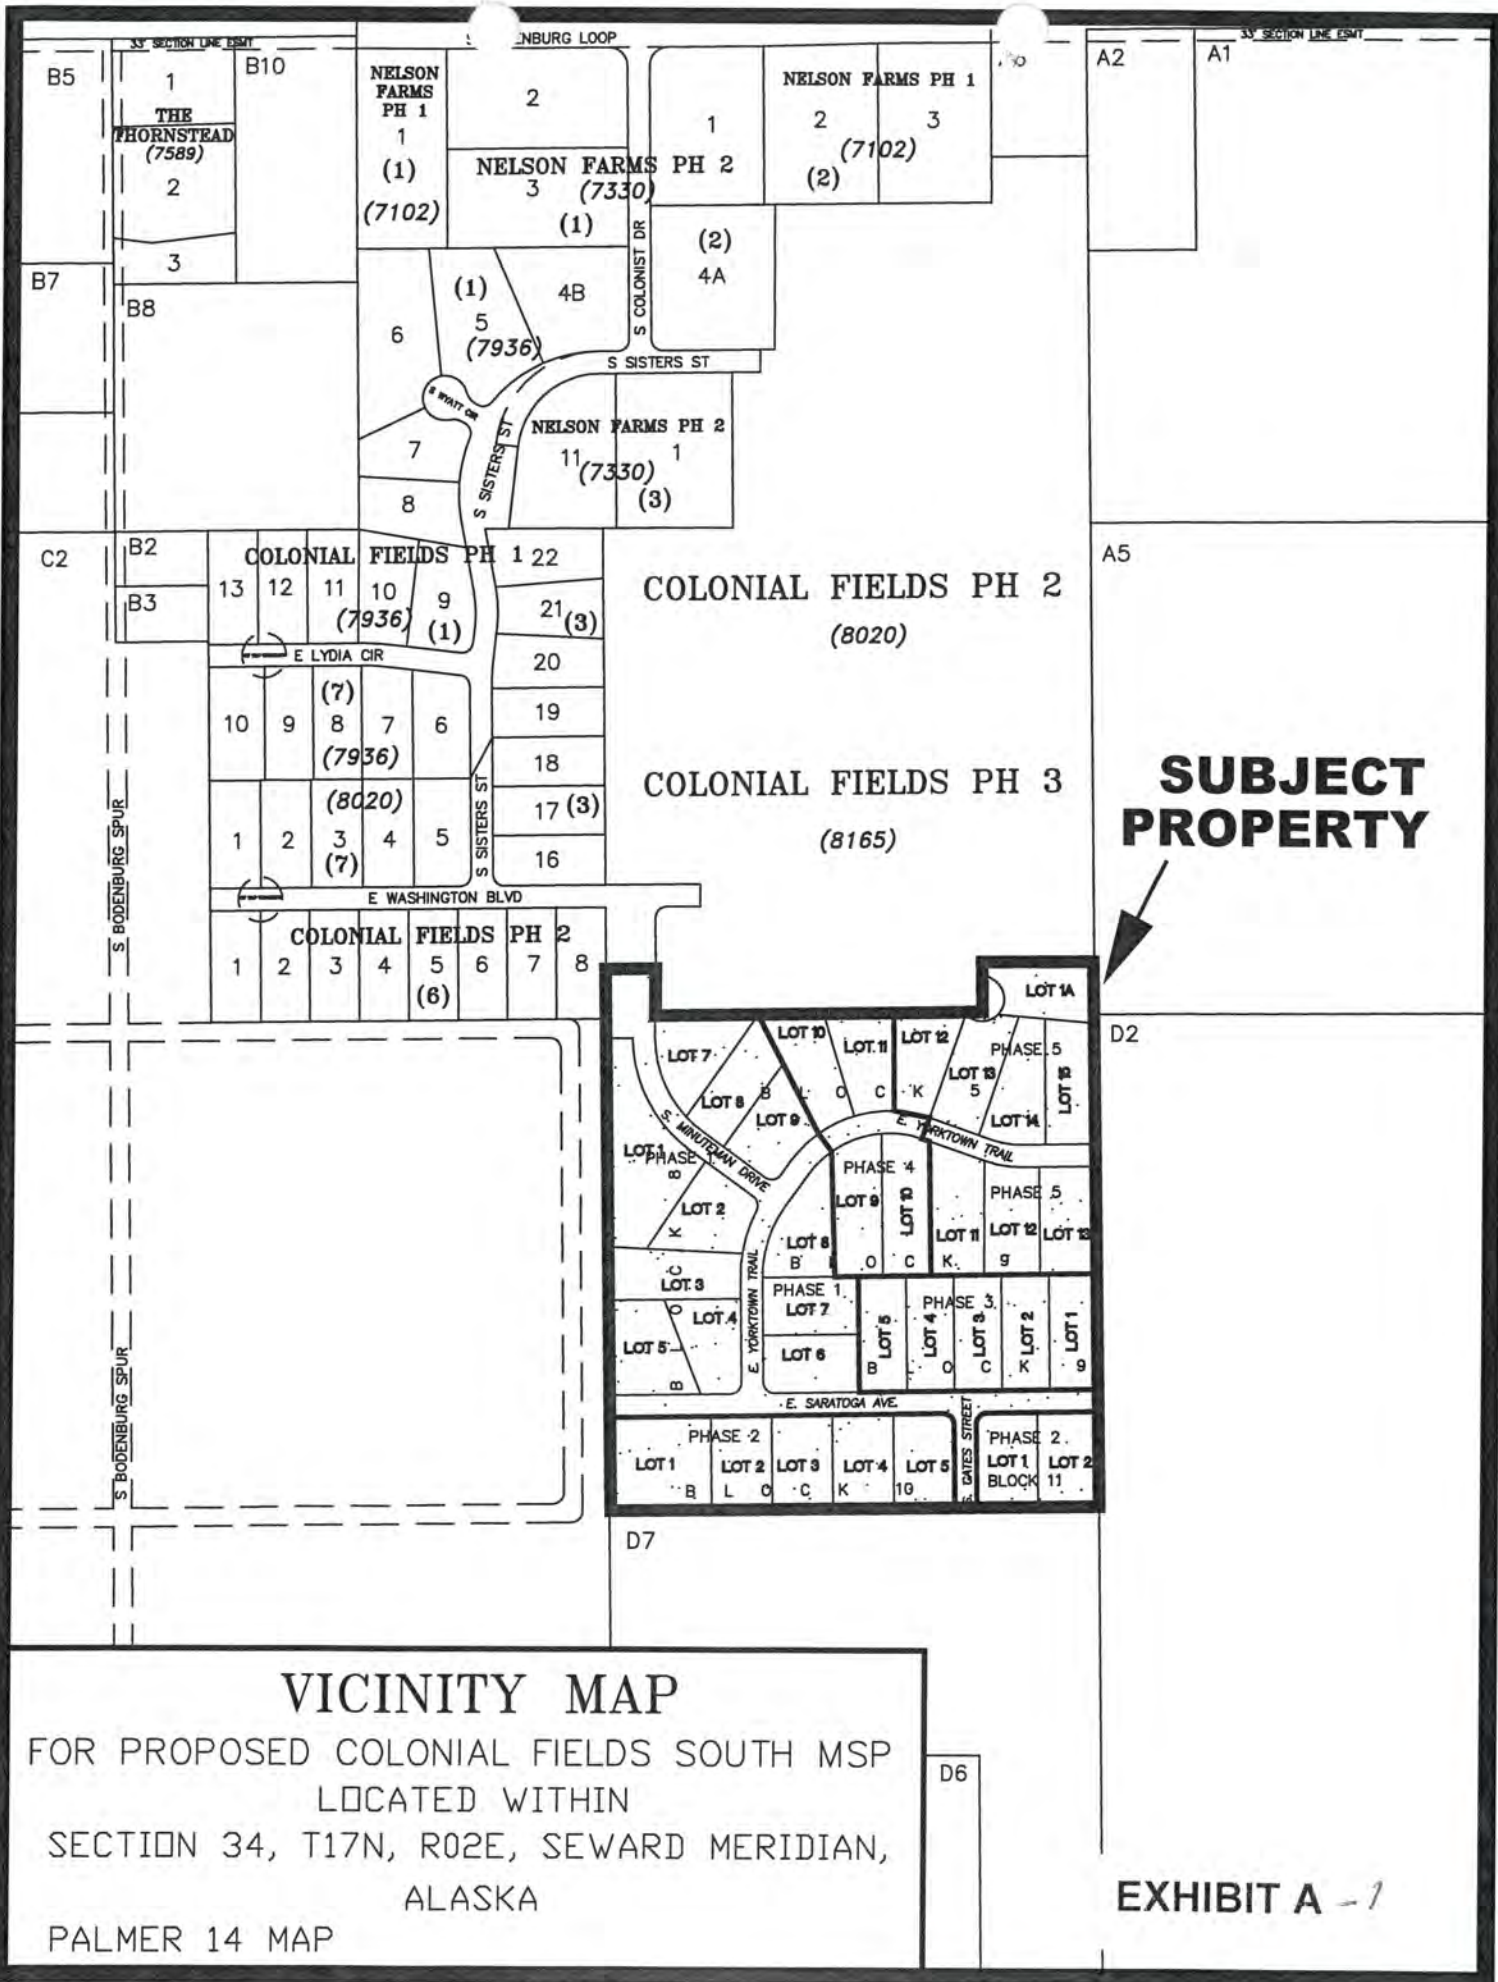 33' SECTION LINE ESMT
ENBURG LOOP
33' SECTION LINE ESMT
B5
1
THE
THORNSTEAD
(7589)
2
3
B10
NELSON
FARMS
PH 1
1
(1)
(7102)
2
NELSON FARMS PH 2
3
(7330)
(1)
1
NELSON FARMS PH 1
2
3
(7102)
(2)
A2
A1
B7
B8
6
(1)
5
(7936)
4B
S COLONIST DR
(2)
4A
S SISTERS ST
S WYATT CIR
7
8
S SISTERS ST
NELSON FARMS PH 2
11
(7330)
1
(3)
C2
B2
B3
COLONIAL FIELDS PH 1
13
12
11
10
(7936)
9
(1)
22
21
(3)
20
19
18
17
(3)
16
E LYDIA CIR
10
9
(7)
8
7
6
(7936)
(8020)
1
2
3
4
5
(7)
S SISTERS ST
E WASHINGTON BLVD
COLONIAL FIELDS PH 2
1
2
3
4
5
6
7
8
(6)
COLONIAL FIELDS PH 2
(8020)
COLONIAL FIELDS PH 3
(8165)
A5
SUBJECT
PROPERTY
S BODENBURG SPUR
S BODENBURG SPUR
LOT 1A
D2
LOT 7
LOT 8
LOT 9
LOT 10
LOT 11
LOT 12
PHASE 5
LOT 13
LOT 14
LOT 15
B L O C K 5
S. MINUTEMAN DRIVE
E. YORKTOWN TRAIL
LOT 1
PHASE 1
LOT 2
LOT 3
LOT 4
LOT 5
B L O C K 8
E. YORKTOWN TRAIL
PHASE 4
LOT 9
LOT 10
LOT 8
PHASE 5
LOT 11
LOT 12
LOT 13
B L O C K 9
PHASE 1
LOT 7
LOT 6
PHASE 3
LOT 5
LOT 4
LOT 3
LOT 2
LOT 1
B L O C K 9
E. SARATOGA AVE.
PHASE 2
LOT 1
LOT 2
LOT 3
LOT 4
LOT 5
B L O C K 10
S. GATES STREET
PHASE 2
LOT 1
LOT 2
BLOCK 11
D7
D6
VICINITY MAP
FOR PROPOSED COLONIAL FIELDS SOUTH MSP
LOCATED WITHIN
SECTION 34, T17N, R02E, SEWARD MERIDIAN,
ALASKA
PALMER 14 MAP
EXHIBIT A -1